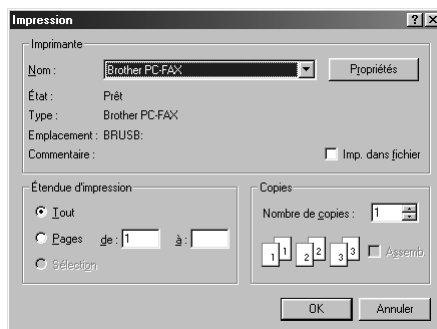 Impression
Imprimante
Nom : Brother PC-FAX Propriétés
État : Prêt
Type : Brother PC-FAX
Emplacement : BRUSB:
Commentaire : Imp. dans fichier
Étendue d'impression
Tout
Pages de : 1 à :
Sélection
Copies
Nombre de copies : 1
1 1 2 2 3 3 Assemb.
OK Annuler